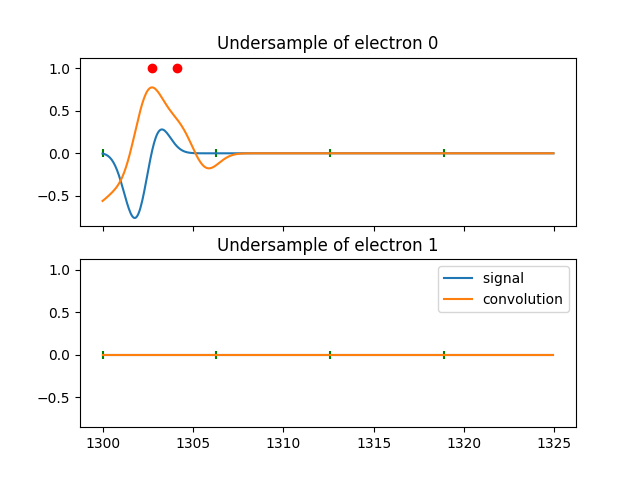 Undersample of electron 0
1.0
0.5
0.0
−0.5
Undersample of electron 1
1.0
0.5
0.0
−0.5
signal
convolution
1300 1305 1310 1315 1320 1325